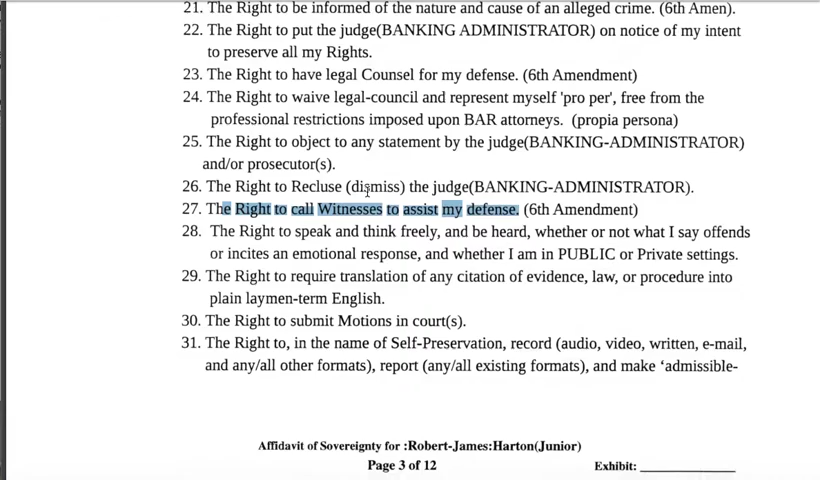 21. The Right to be informed of the nature and cause of an alleged crime. (6th Amen).
22. The Right to put the judge(BANKING ADMINISTRATOR) on notice of my intent
to preserve all my Rights.
23. The Right to have legal Counsel for my defense. (6th Amendment)
24. The Right to waive legal-council and represent myself 'pro per', free from the
professional restrictions imposed upon BAR attorneys. (propia persona)
25. The Right to object to any statement by the judge(BANKING-ADMINISTRATOR)
and/or prosecutor(s).
26. The Right to Recluse (dismiss) the judge(BANKING-ADMINISTRATOR).
27. The Right to call Witnesses to assist my defense. (6th Amendment)
28. The Right to speak and think freely, and be heard, whether or not what I say offends
or incites an emotional response, and whether I am in PUBLIC or Private settings.
29. The Right to require translation of any citation of evidence, law, or procedure into
plain laymen-term English.
30. The Right to submit Motions in court(s).
31. The Right to, in the name of Self-Preservation, record (audio, video, written, e-mail,
and any/all other formats), report (any/all existing formats), and make ‘admissible-
Affidavit of Sovereignty for :Robert-James:Harton(Junior)
Page 3 of 12 Exhibit: ______________